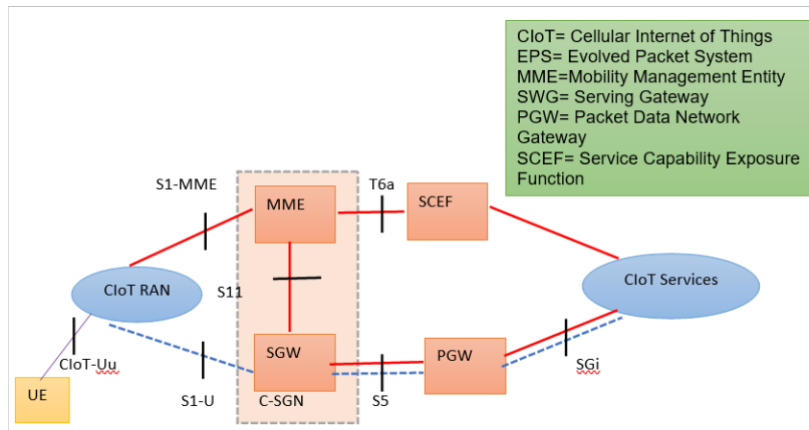 CIoT= Cellular Internet of Things
EPS= Evolved Packet System
MME=Mobility Management Entity
SWG= Serving Gateway
PGW= Packet Data Network
Gateway
SCEF= Service Capability Exposure
Function
S1-MME
MME
T6a
SCEF
CIoT RAN
S11
CIoT Services
CIoT-Uu
SGW
PGW
SGi
UE
S1-U
C-SGN
S5